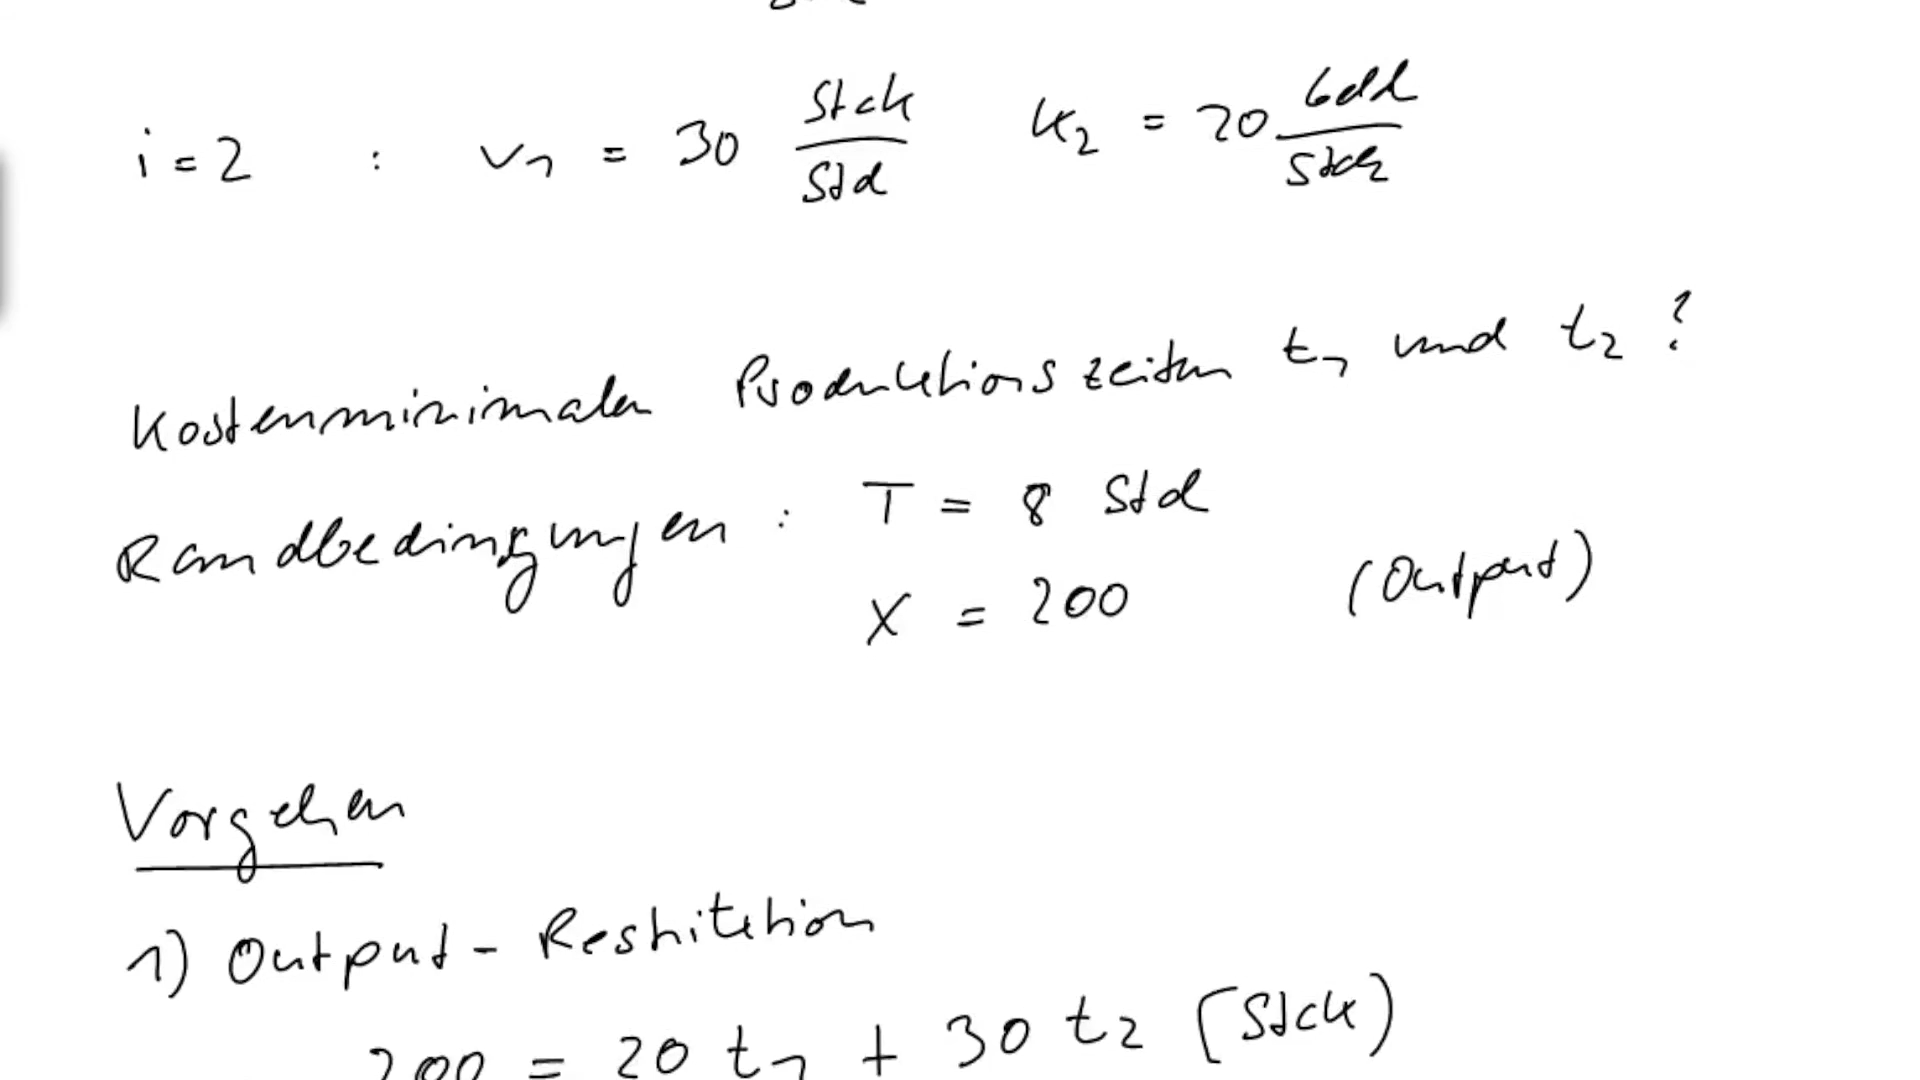 i = 2 : v1 = 30 Stck/Std k2 = 20 Geld/Stck
Kostenminimalen Produktionszeiten t1 und t2 ?
Randbedingungen : T = 8 Std
X = 200 (Output)
Vorgehen
1) Output - Restriktion
200 = 20 t1 + 30 t2 [Stck)